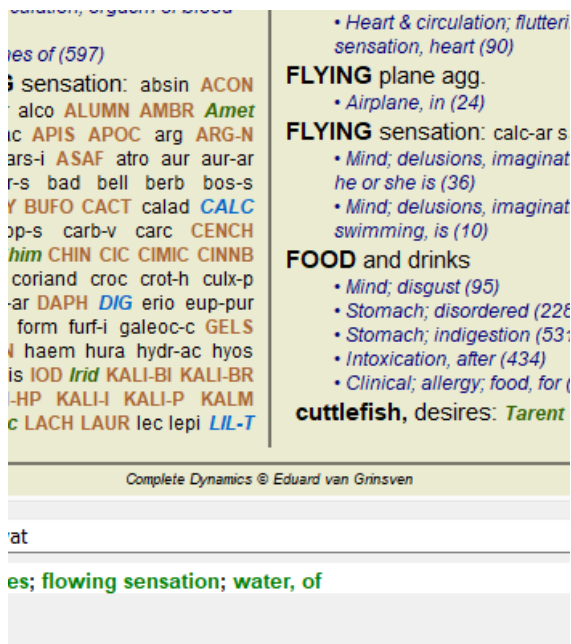 nes of (597)
sensation: absin ACON
alco ALUMN AMBR Amet
ac APIS APOC arg ARG-N
ars-i ASAF atro aur aur-ar
r-s bad bell berb bos-s
Y BUFO CACT calad CALC
op-s carb-v carc CENCH
him CHIN CIC CIMIC CINNB
coriand croc crot-h culx-p
-ar DAPH DIG erio eup-pur
form furf-i galeoc-c GELS
haem hura hydr-ac hyos
is IOD Irid KALI-BI KALI-BR
I-HP KALI-I KALI-P KALM
c LACH LAUR lec lepi LIL-T
• Heart & circulation; flutteri
sensation, heart (90)
FLYING plane agg.
• Airplane, in (24)
FLYING sensation: calc-ar s
• Mind; delusions, imaginat
he or she is (36)
• Mind; delusions, imaginat
swimming, is (10)
FOOD and drinks
• Mind; disgust (95)
• Stomach; disordered (228
• Stomach; indigestion (531
• Intoxication, after (434)
• Clinical; allergy; food, for (
cuttlefish, desires: Tarent
Complete Dynamics © Eduard van Grinsven
vat
es; flowing sensation; water, of